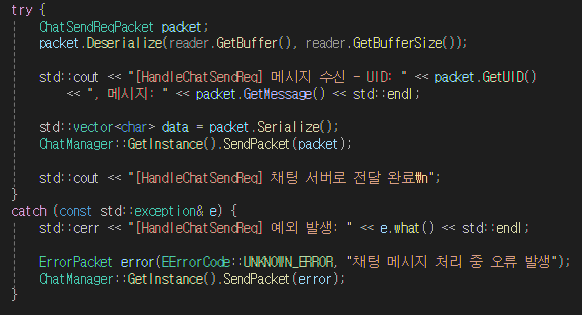 try {
ChatSendReqPacket packet;
packet.Deserialize(reader.GetBuffer(), reader.GetBufferSize());
std::cout << "[HandleChatSendReq] 메시지 수신 - UID: " << packet.GetUID()
<< ", 메시지: " << packet.GetMessage() << std::endl;
std::vector<char> data = packet.Serialize();
ChatManager::GetInstance().SendPacket(packet);
std::cout << "[HandleChatSendReq] 채팅 서버로 전달 완료₩n";
}
catch (const std::exception& e) {
std::cerr << "[HandleChatSendReq] 예외 발생: " << e.what() << std::endl;
ErrorPacket error(EErrorCode::UNKNOWN_ERROR, "채팅 메시지 처리 중 오류 발생");
ChatManager::GetInstance().SendPacket(error);
}